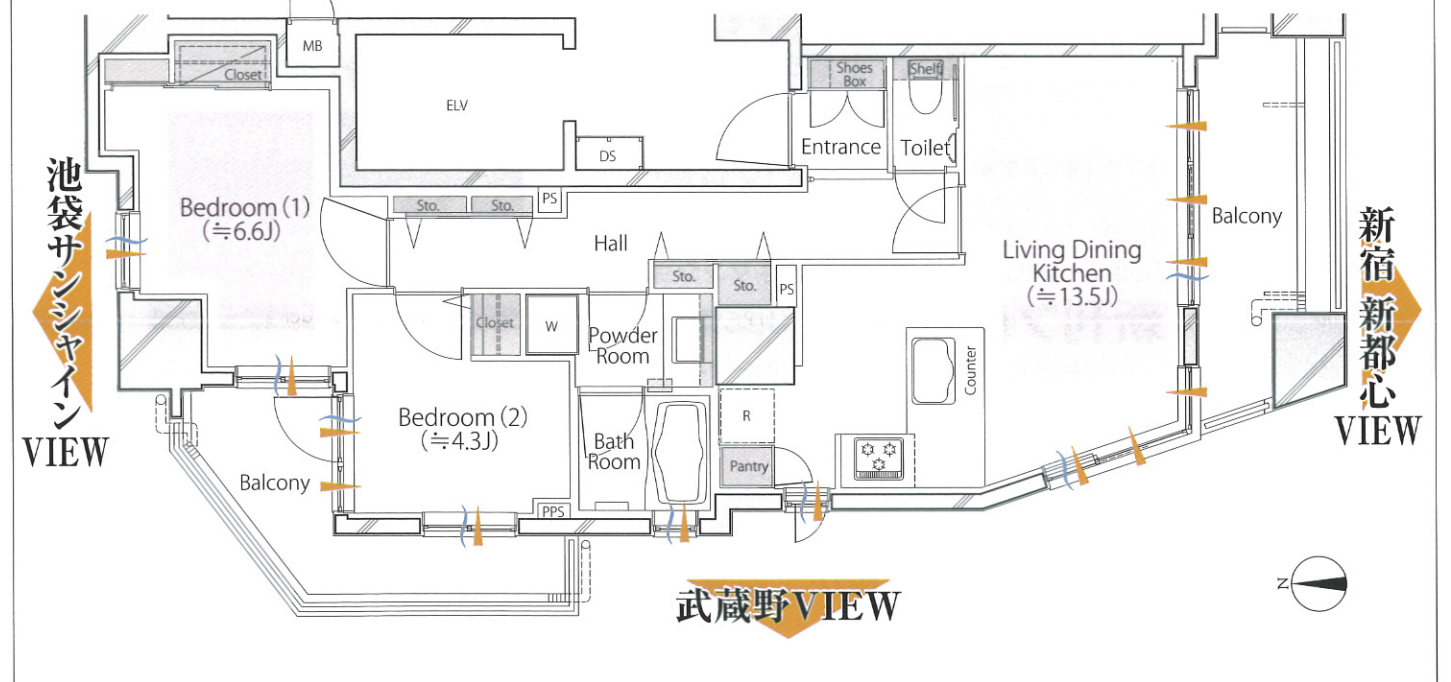 MB
Closet
ELV
DS
Shoes
Box
Shelf
Entrance
Toilet
Bedroom (1)
(≒6.6J)
Sto.
Sto.
PS
Hall
Living Dining
Kitchen
(≒13.5J)
Balcony
Sto.
Sto.
PS
Closet
W
Powder
Room
Counter
Bedroom (2)
(≒4.3J)
R
Bath
Room
Pantry
PPS
Balcony
池袋サンシャイン
VIEW
新宿 新都心
VIEW
武蔵野VIEW
N